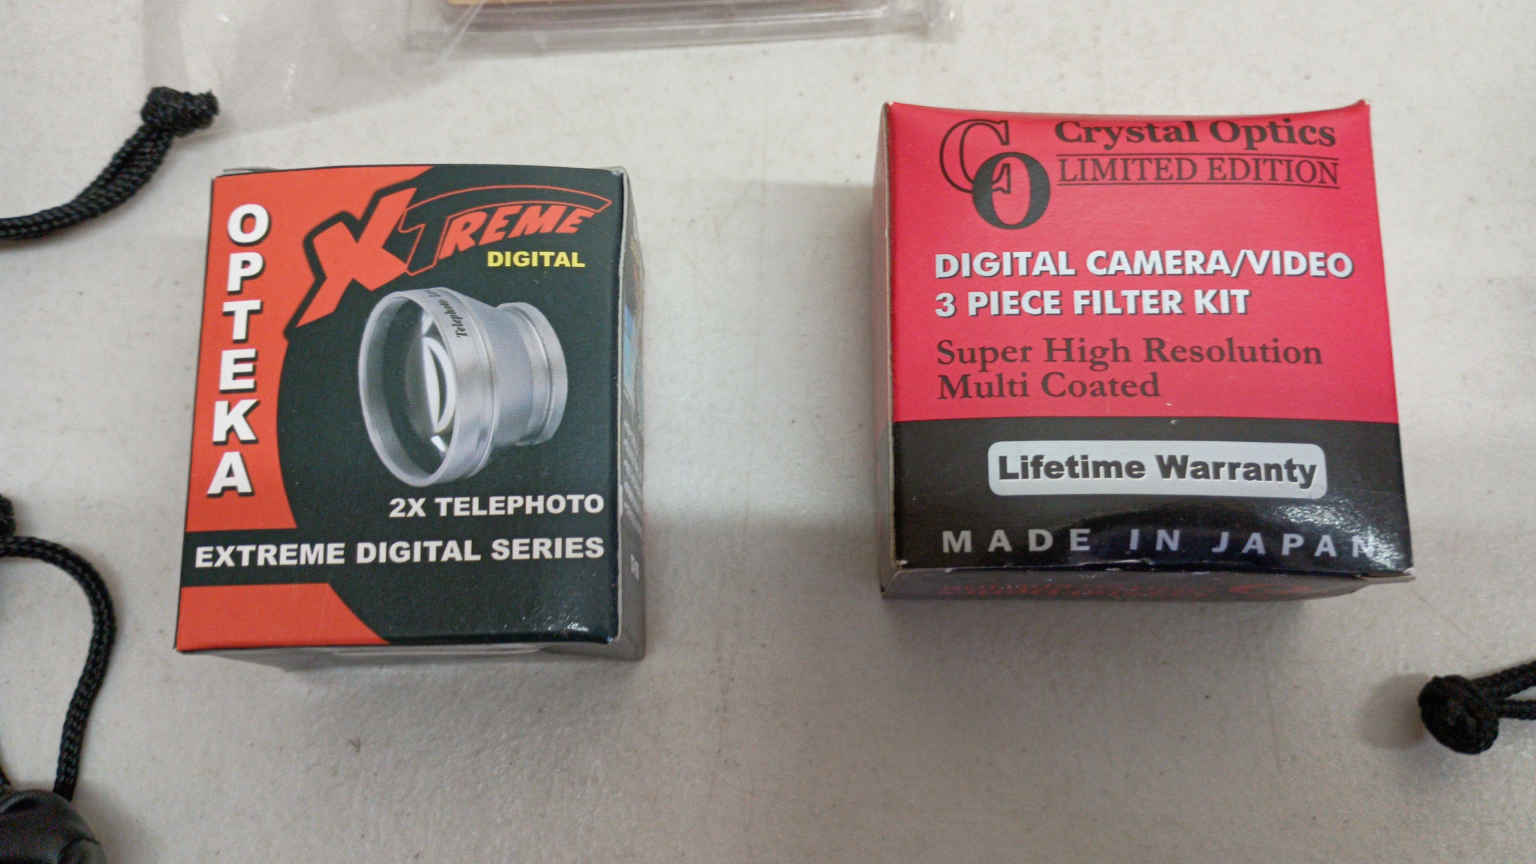 OPTEKA
XTREME
DIGITAL
Telephoto
2X TELEPHOTO
EXTREME DIGITAL SERIES
CO
Crystal Optics
LIMITED EDITION
DIGITAL CAMERA/VIDEO
3 PIECE FILTER KIT
Super High Resolution
Multi Coated
Lifetime Warranty
MADE IN JAPAN